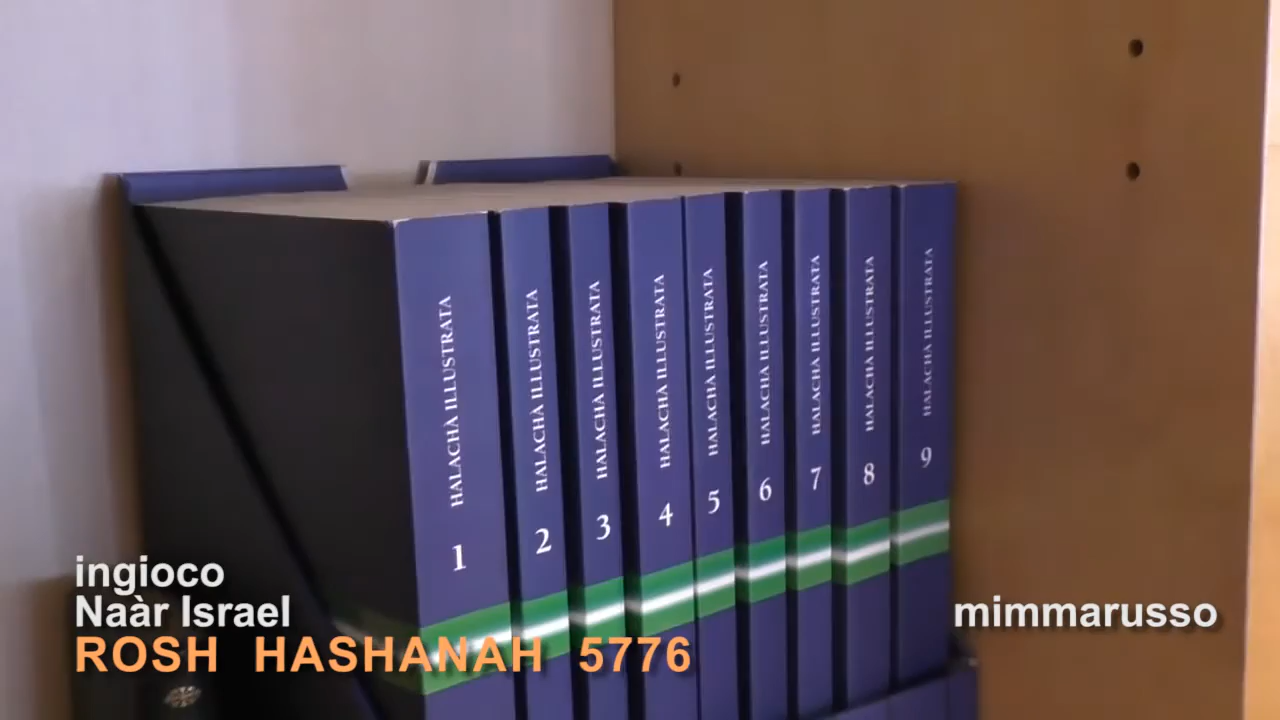 HALACHÀ ILLUSTRATA 1
HALACHÀ ILLUSTRATA 2
HALACHÀ ILLUSTRATA 3
HALACHÀ ILLUSTRATA 4
HALACHÀ ILLUSTRATA 5
HALACHÀ ILLUSTRATA 6
HALACHÀ ILLUSTRATA 7
HALACHÀ ILLUSTRATA 8
HALACHÀ ILLUSTRATA 9
ingioco
Naàr Israel
ROSH HASHANAH 5776
mimmarusso